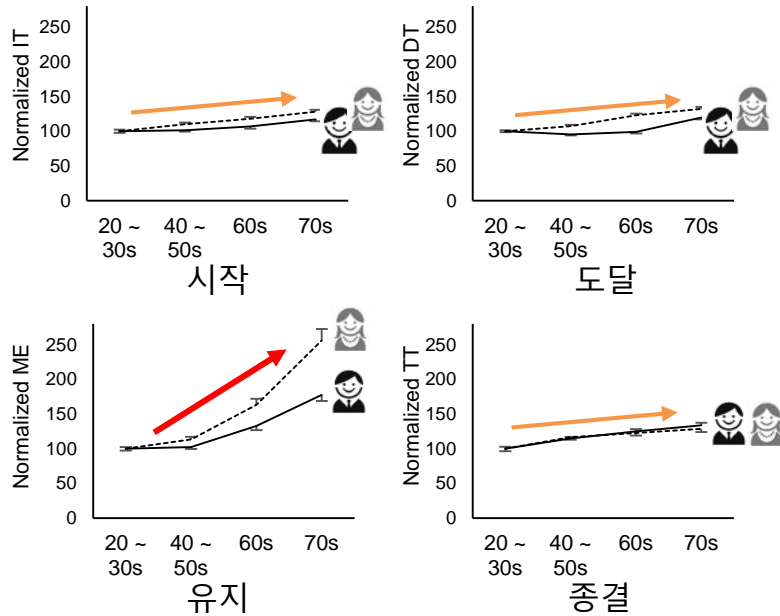 Normalized IT
250
200
150
100
50
0
20 ~ 30s
40 ~ 50s
60s
70s
시작
Normalized DT
250
200
150
100
50
0
20 ~ 30s
40 ~ 50s
60s
70s
도달
Normalized ME
250
200
150
100
50
0
20 ~ 30s
40 ~ 50s
60s
70s
유지
Normalized TT
250
200
150
100
50
0
20 ~ 30s
40 ~ 50s
60s
70s
종결